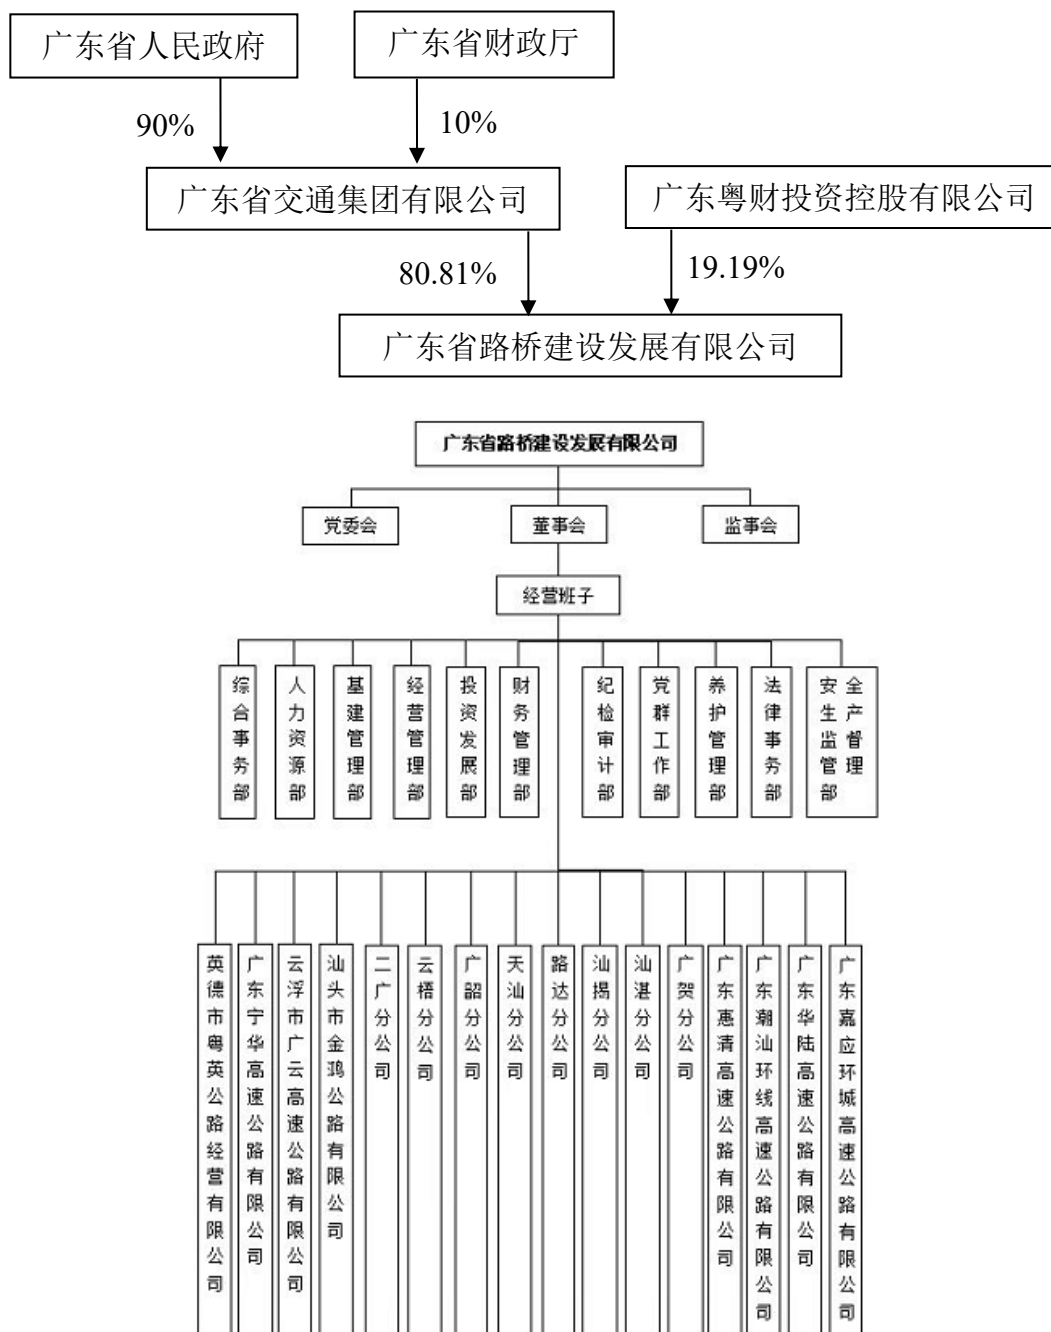 广东省人民政府
广东省财政厅
90%
10%
广东省交通集团有限公司
广东粤财投资控股有限公司
80.81%
19.19%
广东省路桥建设发展有限公司
广东省路桥建设发展有限公司
党委会
董事会
监事会
经营班子
综合事务部
人力资源部
基建管理部
经营管理部
投资发展部
财务管理部
纪检审计部
党群工作部
养护管理部
法律事务部
安全生产监督管理部
英德市粤英公路经营有限公司
广东宁华高速公路有限公司
云浮市广云高速公路有限公司
汕头市金鸿公路有限公司
二广分公司
云梧分公司
广韶分公司
天汕分公司
路达分公司
汕揭分公司
汕湛分公司
广贺分公司
广东惠清高速公路有限公司
广东潮汕环线高速公路有限公司
广东华陆高速公路有限公司
广东嘉应环城高速公路有限公司